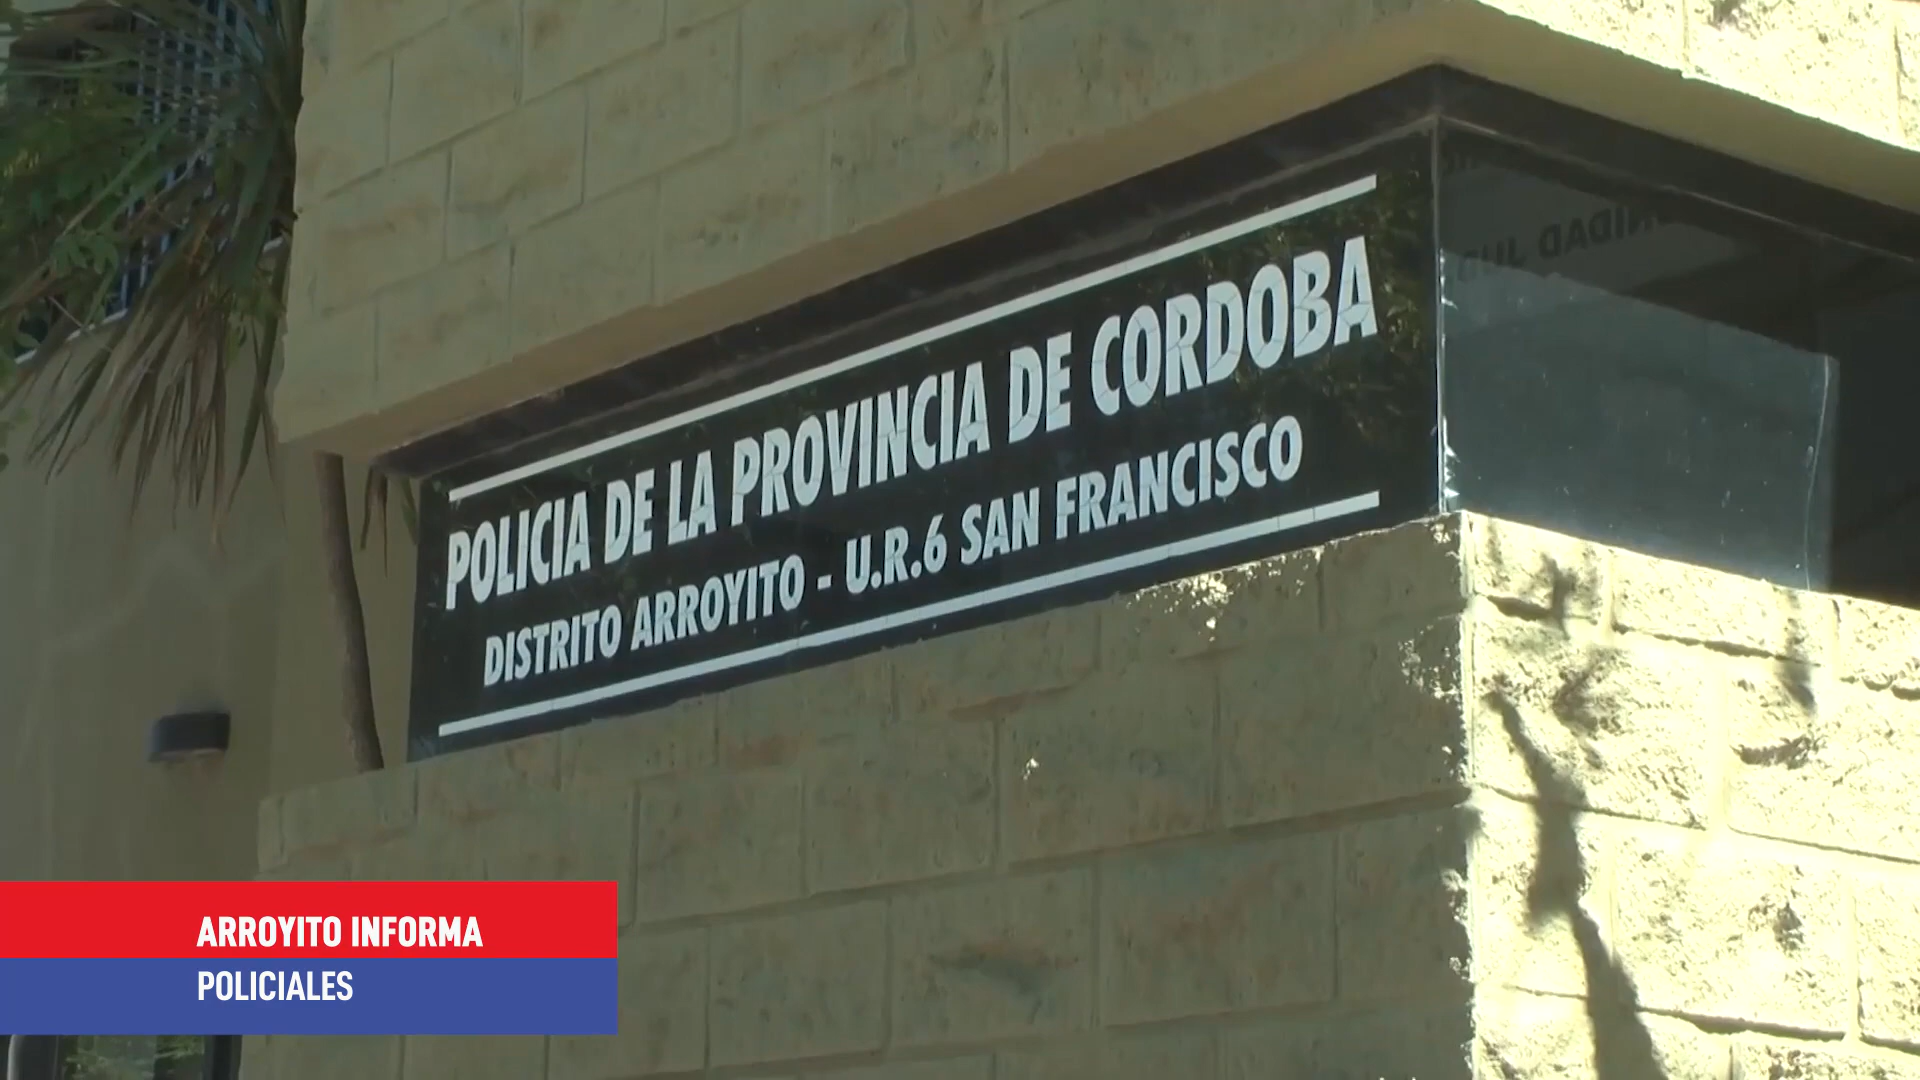 POLICIA DE LA PROVINCIA DE CORDOBA
DISTRITO ARROYITO - U.R.6 SAN FRANCISCO
ARROYITO INFORMA
POLICIALES